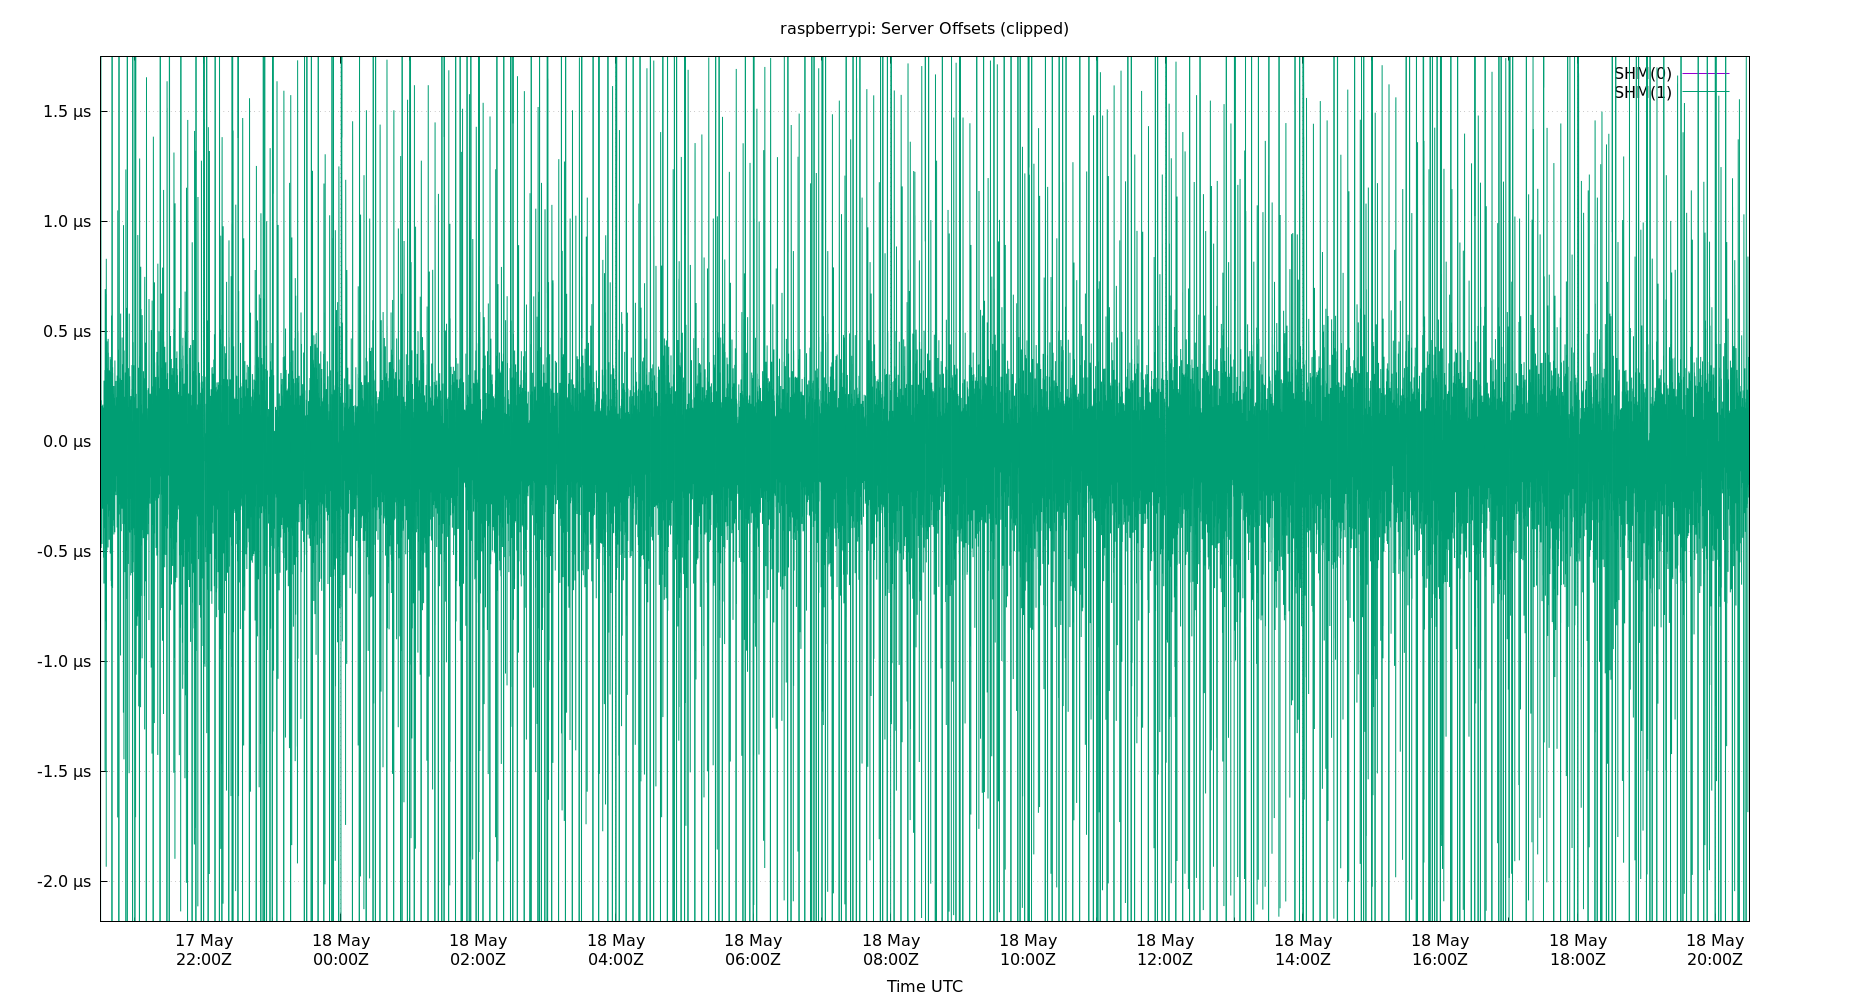 raspberrypi: Server Offsets (clipped)
SHM(0)
SHM(1)
1.5 µs
1.0 µs
0.5 µs
0.0 µs
-0.5 µs
-1.0 µs
-1.5 µs
-2.0 µs
17 May 18 May 18 May 18 May 18 May 18 May 18 May 18 May 18 May 18 May 18 May 18 May
22:00Z 00:00Z 02:00Z 04:00Z 06:00Z 08:00Z 10:00Z 12:00Z 14:00Z 16:00Z 18:00Z 20:00Z
Time UTC